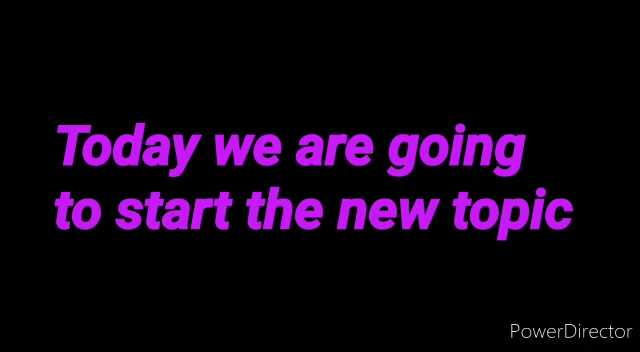 Today we are going
to start the new topic
PowerDirector